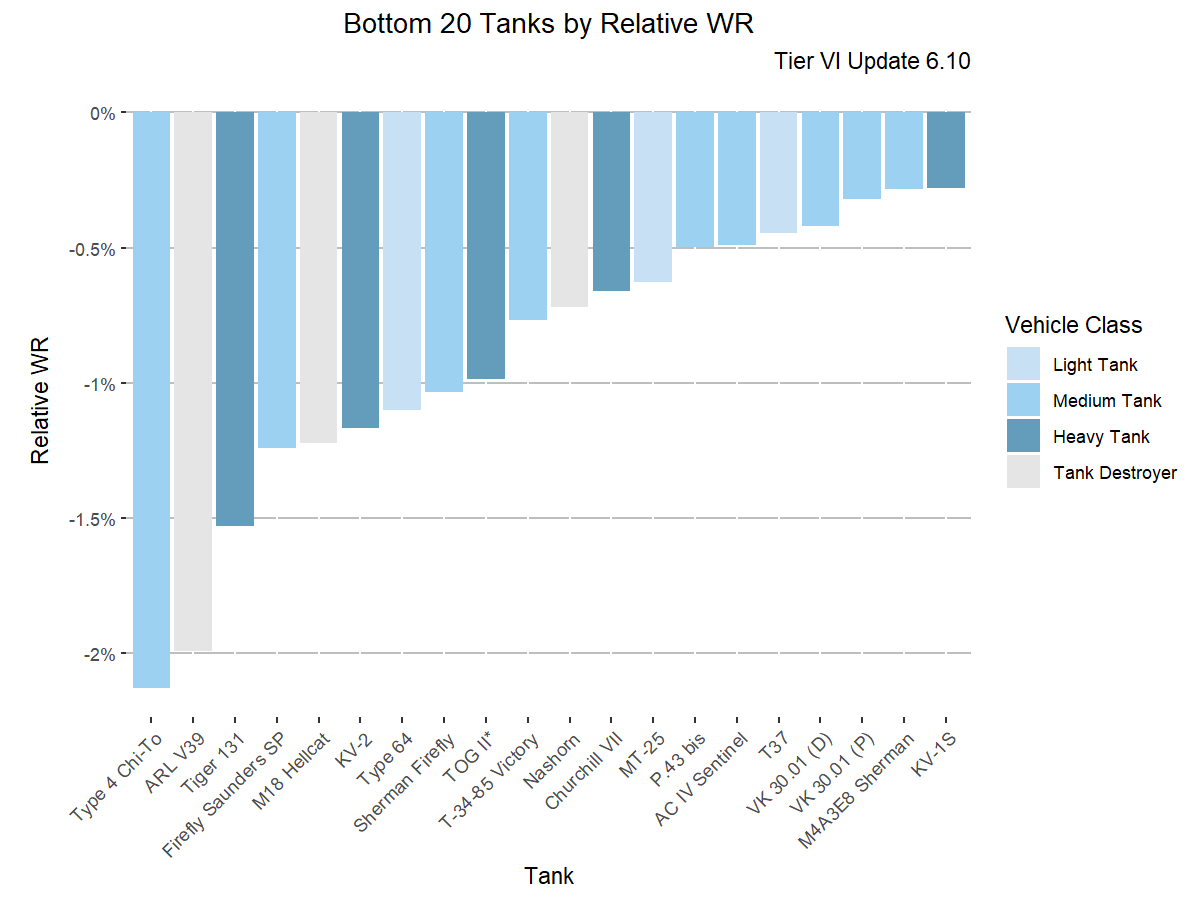 Bottom 20 Tanks by Relative WR
Tier VI Update 6.10
0%
-0.5%
-1%
-1.5%
-2%
Relative WR
Type 4 Chi-To
ARL V39
Tiger 131
Firefly Saunders SP
M18 Hellcat
KV-2
Type 64
Sherman Firefly
TOG II*
T-34-85 Victory
Nashorn
Churchill VII
MT-25
P.43 bis
AC IV Sentinel
T37
VK 30.01 (D)
VK 30.01 (P)
M4A3E8 Sherman
KV-1S
Tank
Vehicle Class
Light Tank
Medium Tank
Heavy Tank
Tank Destroyer